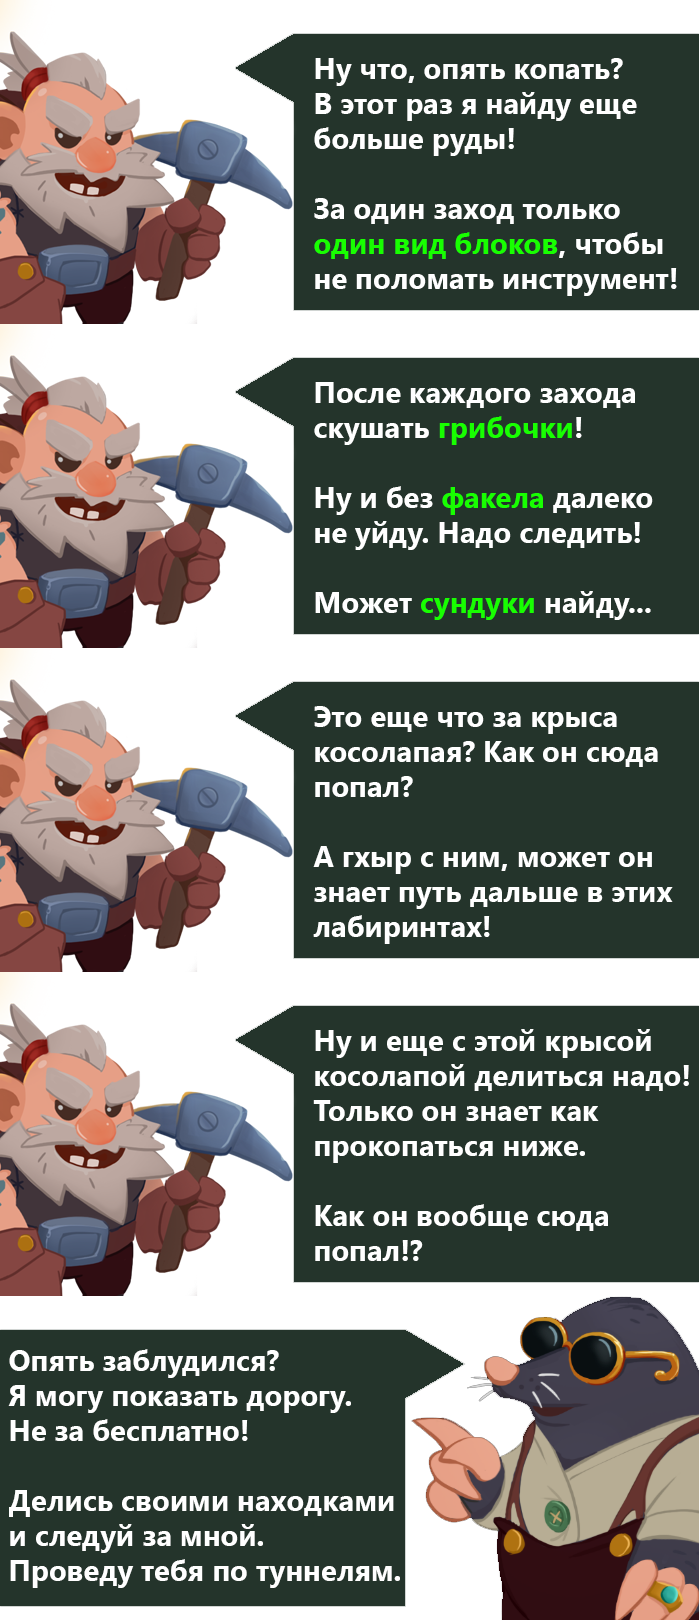 Ну что, опять копать?
В этот раз я найду еще
больше руды!
За один заход только
один вид блоков, чтобы
не поломать инструмент!
После каждого захода
скушать грибочки!
Ну и без факела далеко
не уйду. Надо следить!
Может сундуки найду...
Это еще что за крыса
косолапая? Как он сюда
попал?
А гхыр с ним, может он
знает путь дальше в этих
лабиринтах!
Ну и еще с этой крысой
косолапой делиться надо!
Только он знает как
прокопаться ниже.
Как он вообще сюда
попал!?
Опять заблудился?
Я могу показать дорогу.
Не за бесплатно!
Делись своими находками
и следуй за мной.
Проведу тебя по туннелям.